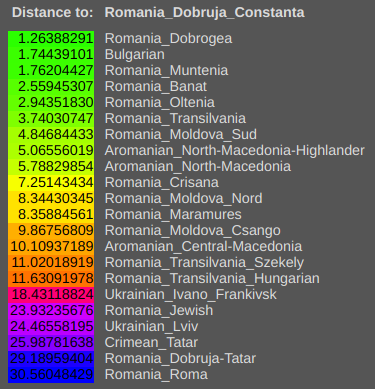 Distance to: Romania_Dobruja_Constanta
1.26388291 Romania_Dobrogea
1.74439101 Bulgarian
1.76204427 Romania_Muntenia
2.55945307 Romania_Banat
2.94351830 Romania_Oltenia
3.74030747 Romania_Transilvania
4.84684433 Romania_Moldova_Sud
5.06556019 Aromanian_North-Macedonia-Highlander
5.78829854 Aromanian_North-Macedonia
7.25143434 Romania_Crisana
8.34430345 Romania_Moldova_Nord
8.35884561 Romania_Maramures
9.86756809 Romania_Moldova_Csango
10.10937189 Aromanian_Central-Macedonia
11.02018919 Romania_Transilvania_Szekely
11.63091978 Romania_Transilvania_Hungarian
18.43118824 Ukrainian_Ivano_Frankivsk
23.93235676 Romania_Jewish
24.46558195 Ukrainian_Lviv
25.98781638 Crimean_Tatar
29.18959404 Romania_Dobruja-Tatar
30.56048429 Romania_Roma